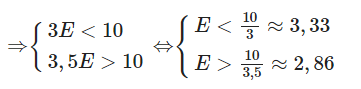 ⇒{ 3E < 10 ⇔ { E < 10/3 ≈ 3,33
3,5E > 10 E > 10/3,5 ≈ 2,86